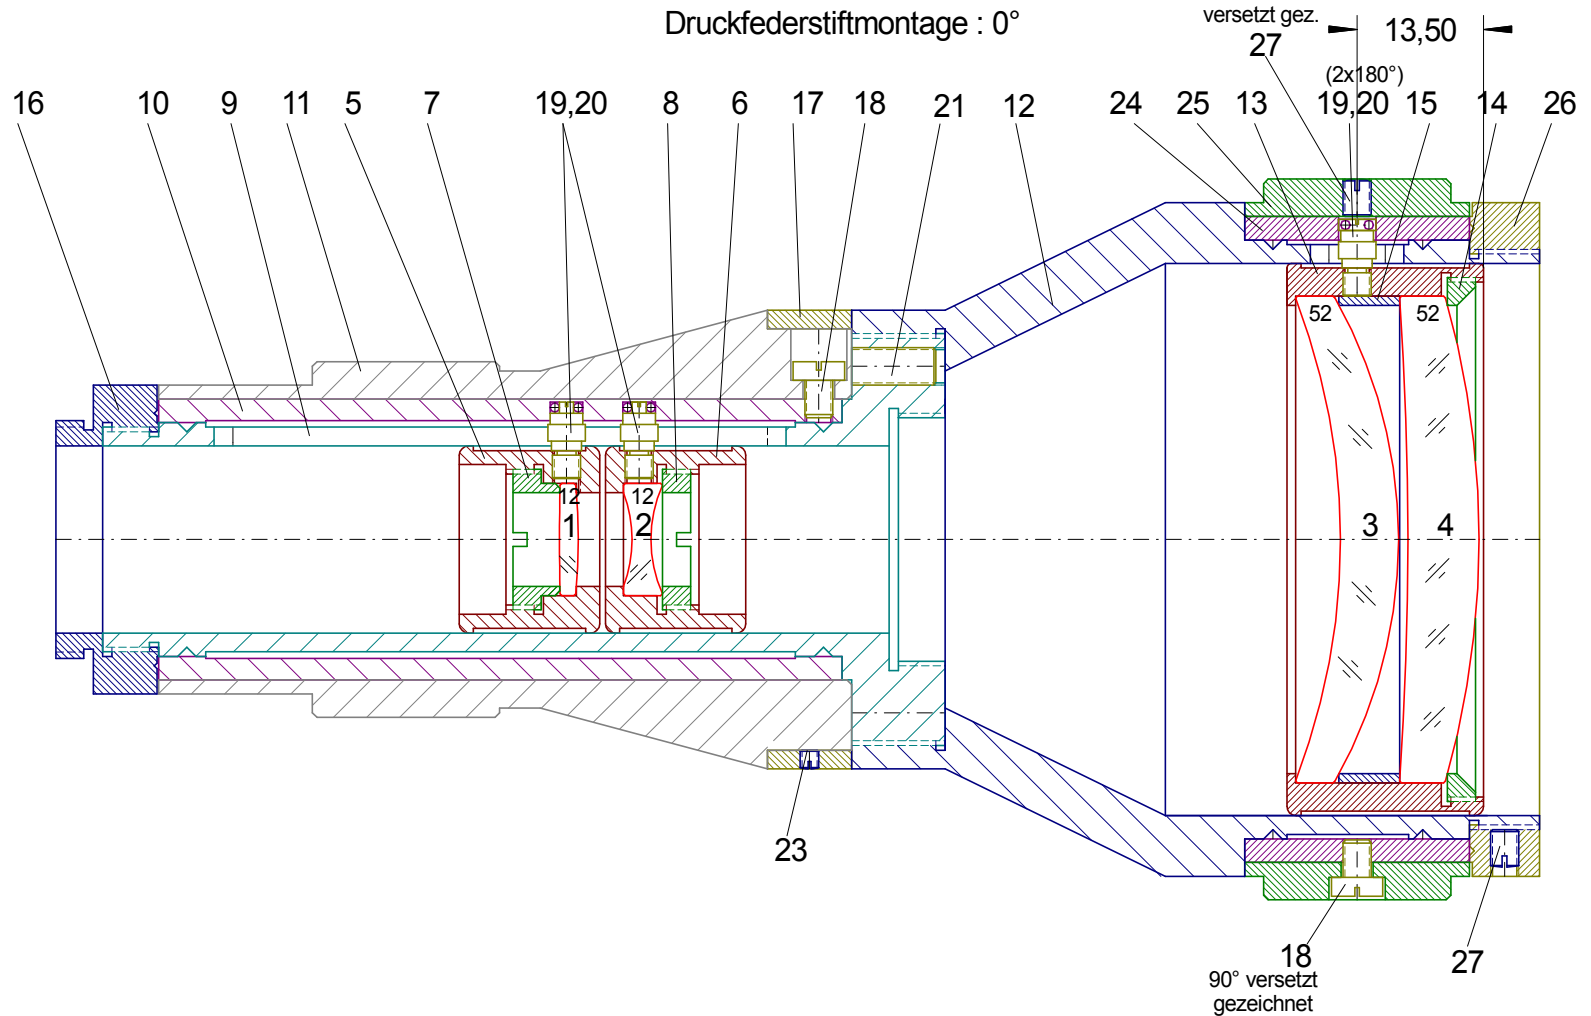 Druckfederstiftmontage : 0°
versetzt gez.
27
13,50
(2x180°)
16 10 9 11 5 7 19,20 8 6 17 18 21 12 24 25 13 19,20 15 14 26
52 52
12 12
1 2 3 4
23
18
90° versetzt
gezeichnet
27